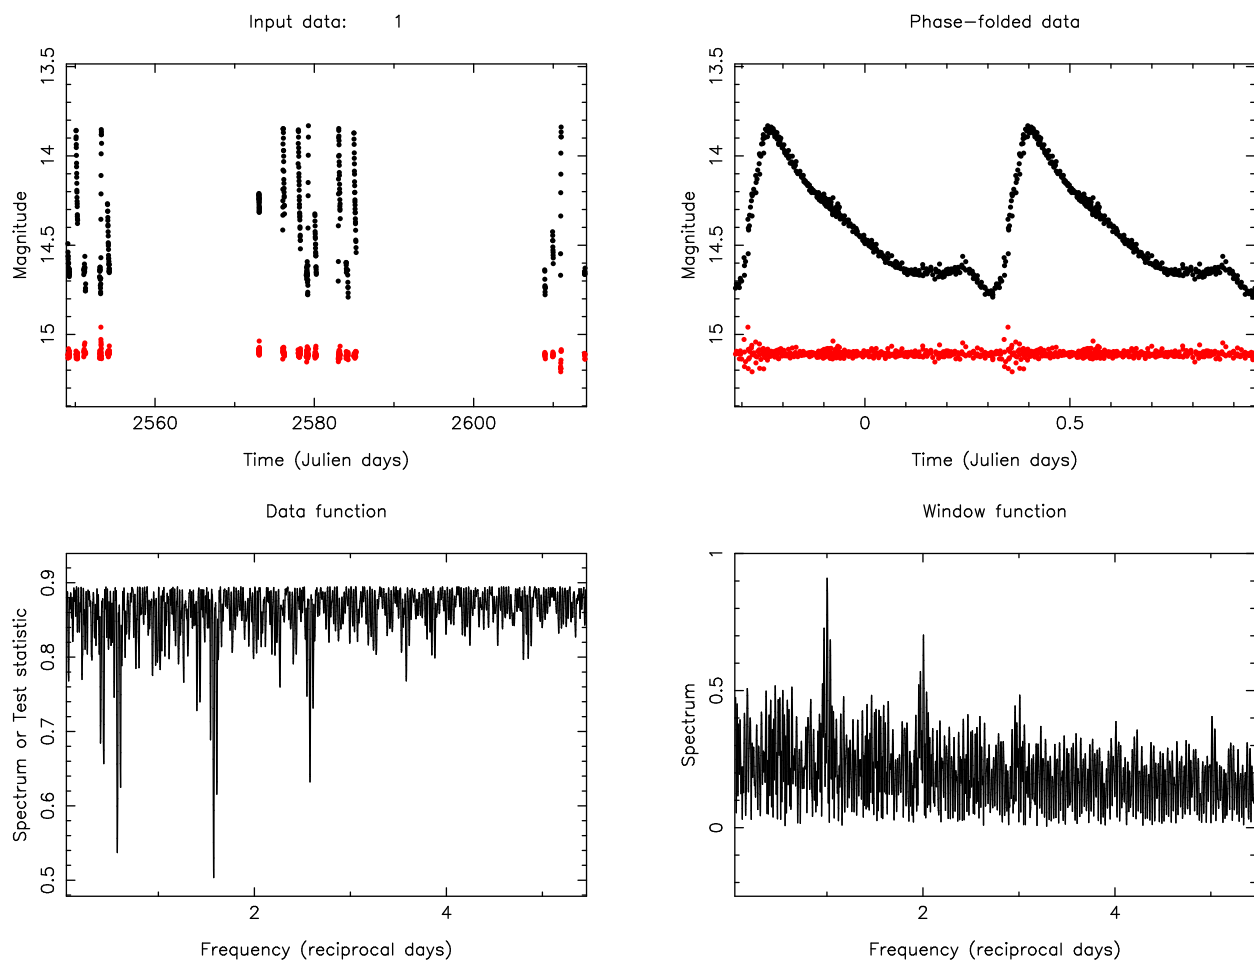 Input data: 1
Phase-folded data
13.5
14
14.5
15
Magnitude
2560
2580
2600
Time (Julien days)
13.5
14
14.5
15
Magnitude
0
0.5
Time (Julien days)
Data function
Window function
0.9
0.8
0.7
0.6
0.5
Spectrum or Test statistic
2
4
Frequency (reciprocal days)
1
0.5
0
Spectrum
2
4
Frequency (reciprocal days)